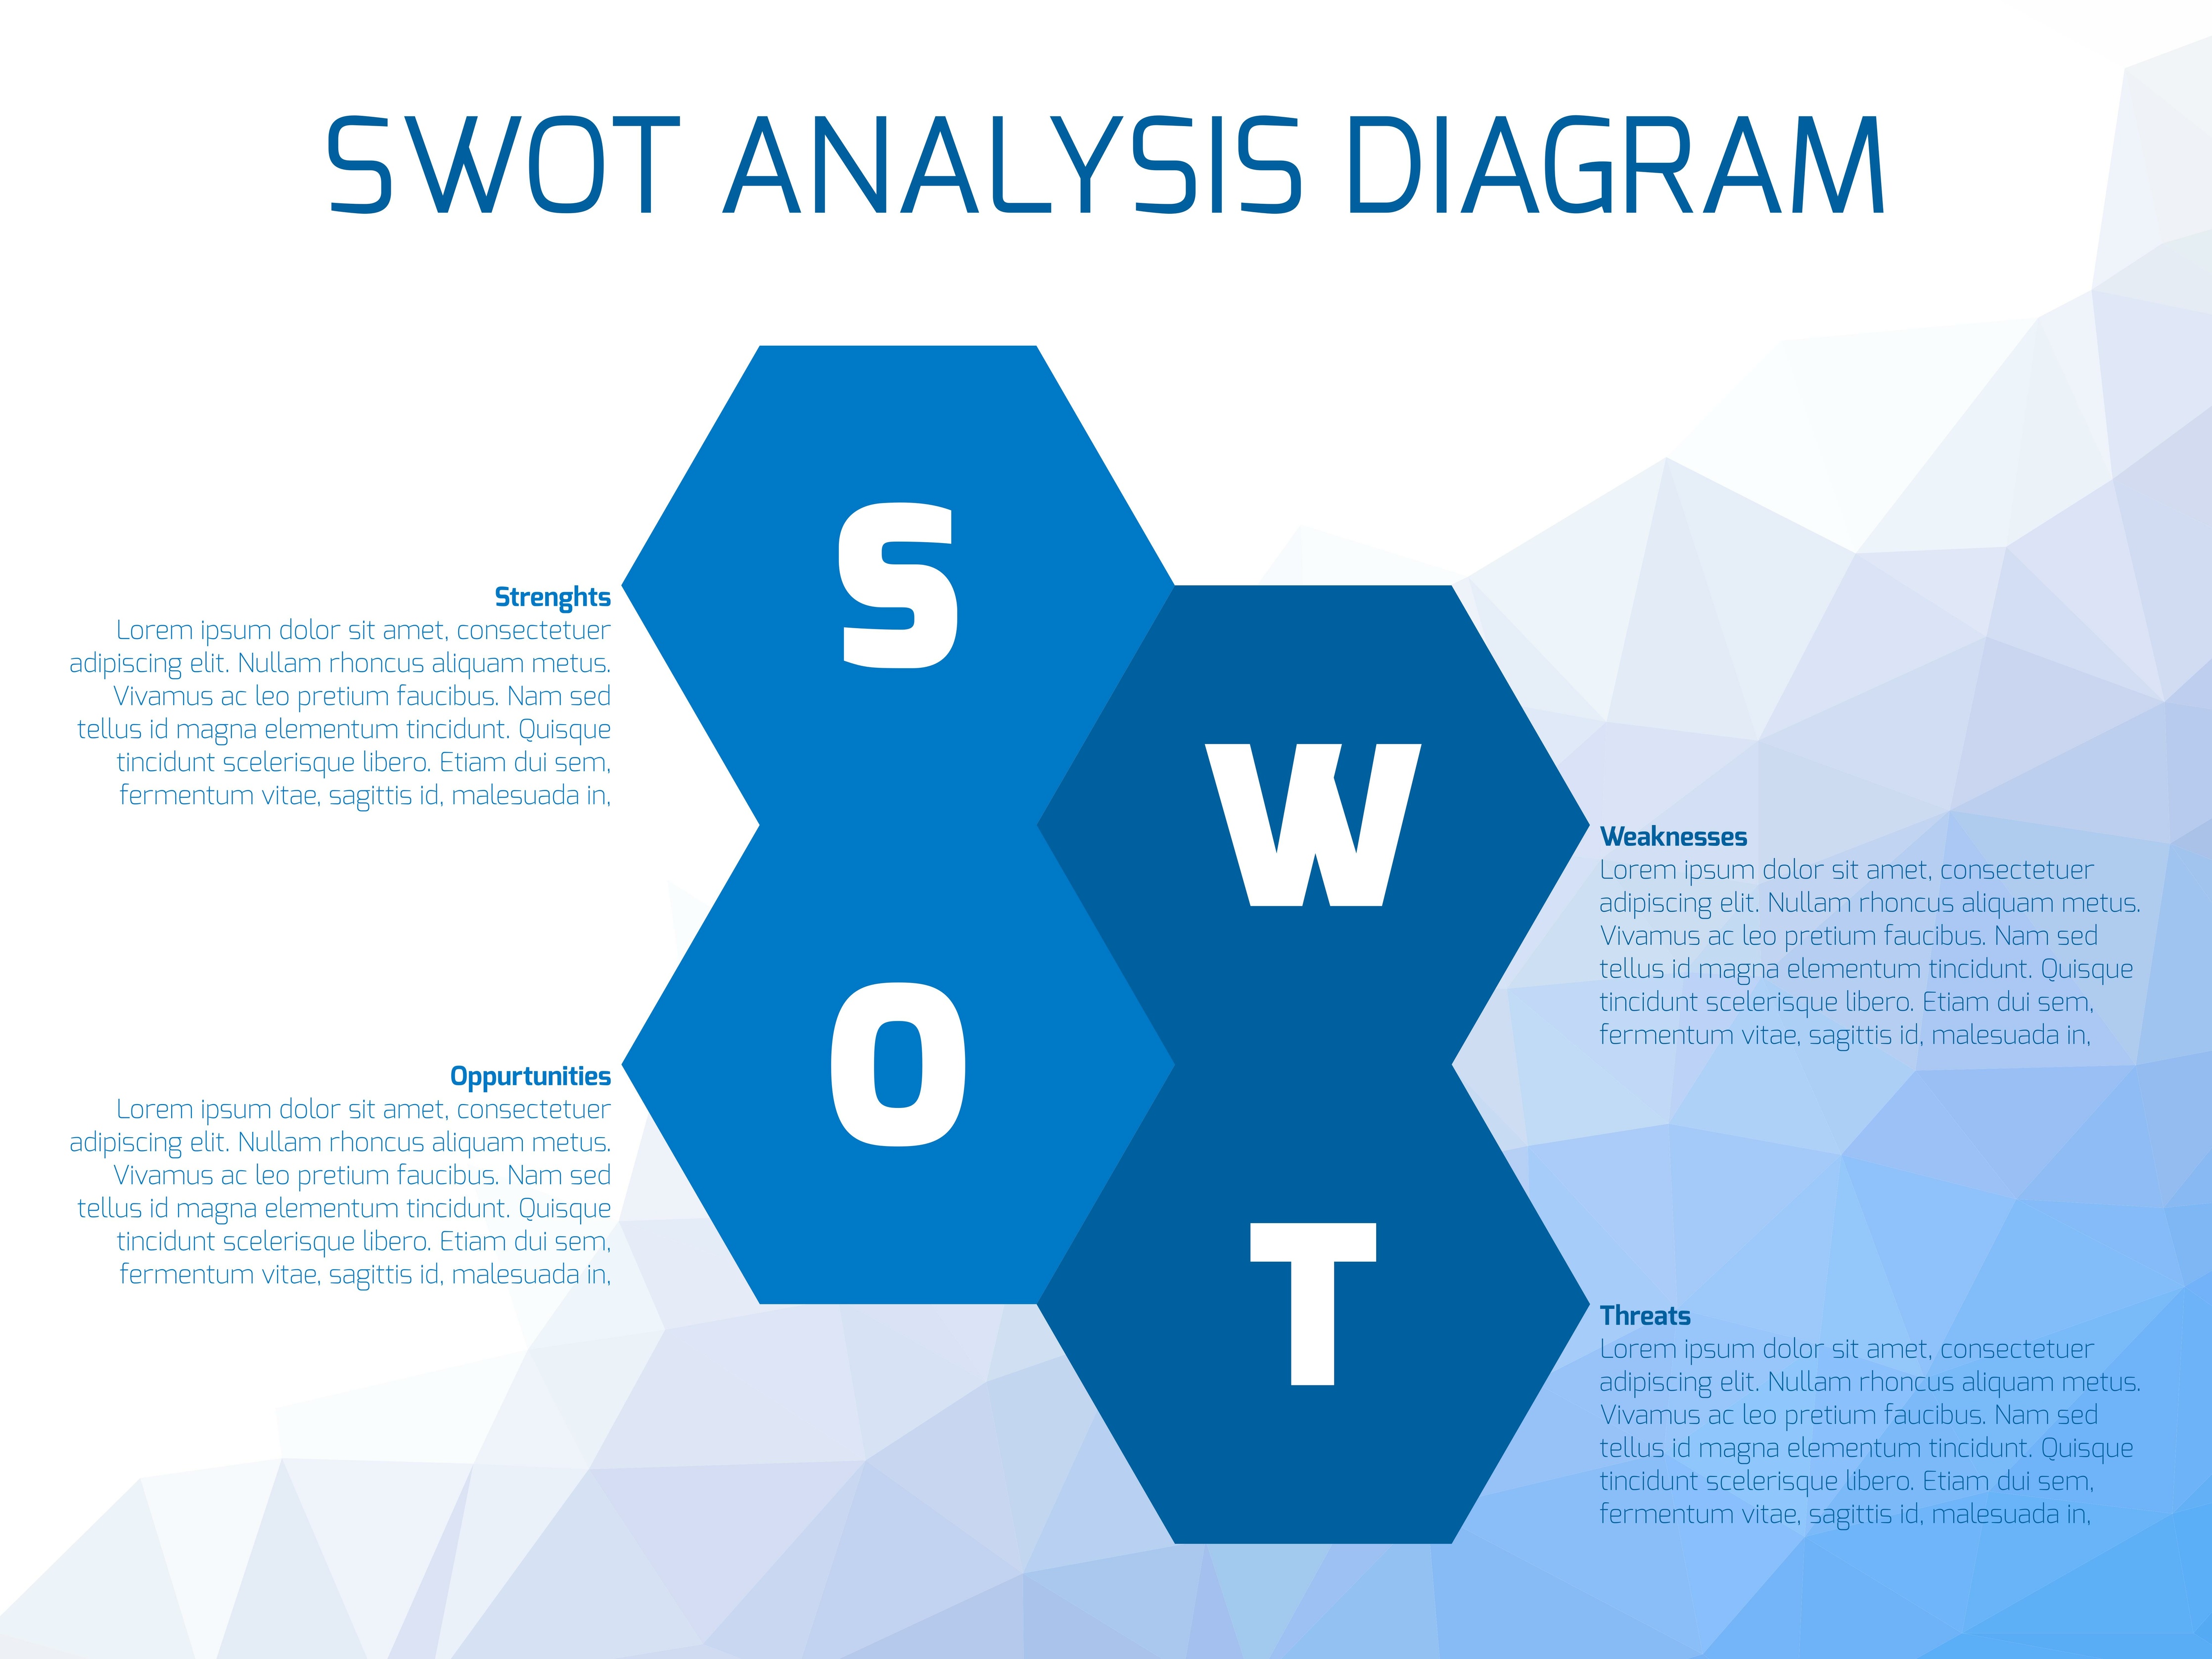 SWOT ANALYSIS DIAGRAM
S
Strenghts
Lorem ipsum dolor sit amet, consectetuer
adipiscing elit. Nullam rhoncus aliquam metus.
Vivamus ac leo pretium faucibus. Nam sed
tellus id magna elementum tincidunt. Quisque
tincidunt scelerisque libero. Etiam dui sem,
fermentum vitae, sagittis id, malesuada in,
W
Weaknesses
Lorem ipsum dolor sit amet, consectetuer
adipiscing elit. Nullam rhoncus aliquam metus.
Vivamus ac leo pretium faucibus. Nam sed
tellus id magna elementum tincidunt. Quisque
tincidunt scelerisque libero. Etiam dui sem,
fermentum vitae, sagittis id, malesuada in,
O
Oppurtunities
Lorem ipsum dolor sit amet, consectetuer
adipiscing elit. Nullam rhoncus aliquam metus.
Vivamus ac leo pretium faucibus. Nam sed
tellus id magna elementum tincidunt. Quisque
tincidunt scelerisque libero. Etiam dui sem,
fermentum vitae, sagittis id, malesuada in,
T
Threats
Lorem ipsum dolor sit amet, consectetuer
adipiscing elit. Nullam rhoncus aliquam metus.
Vivamus ac leo pretium faucibus. Nam sed
tellus id magna elementum tincidunt. Quisque
tincidunt scelerisque libero. Etiam dui sem,
fermentum vitae, sagittis id, malesuada in,